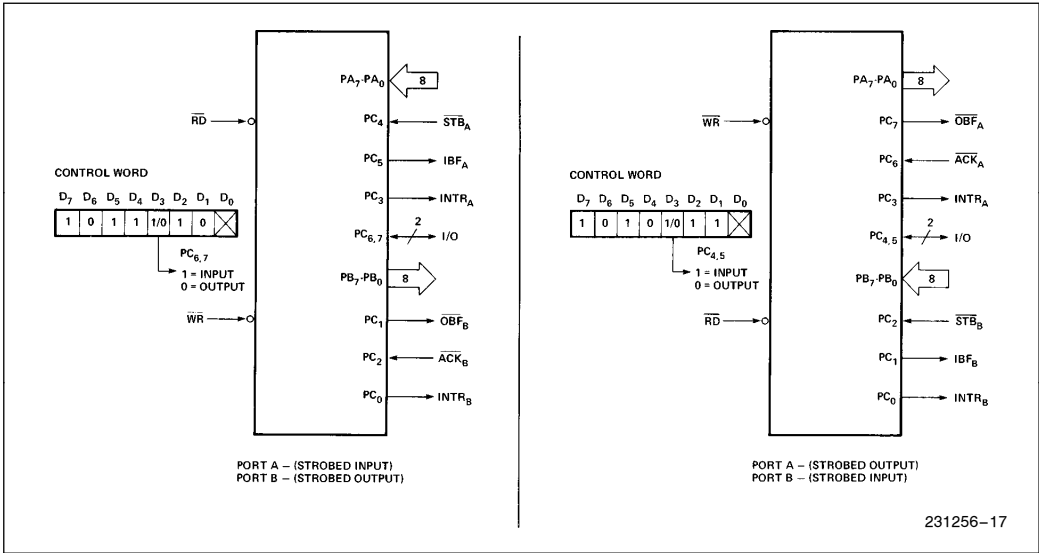 PA7-PA0
8
RD
PC4
STBA
PC5
IBFA
CONTROL WORD
D7 D6 D5 D4 D3 D2 D1 D0
1 0 1 1 1/0 1 0
PC3
INTRA
PC6,7
2
I/O
PC6,7
1 = INPUT
0 = OUTPUT
PB7-PB0
8
WR
PC1
OBFB
PC2
ACKB
PC0
INTRB
PORT A – (STROBED INPUT)
PORT B – (STROBED OUTPUT)
PA7-PA0
8
WR
PC7
OBFA
PC6
ACKA
CONTROL WORD
D7 D6 D5 D4 D3 D2 D1 D0
1 0 1 0 1/0 1 1
PC3
INTRA
PC4,5
2
I/O
PC4,5
1 = INPUT
0 = OUTPUT
PB7-PB0
8
RD
PC2
STBB
PC1
IBFB
PC0
INTRB
PORT A – (STROBED OUTPUT)
PORT B – (STROBED INPUT)
231256–17